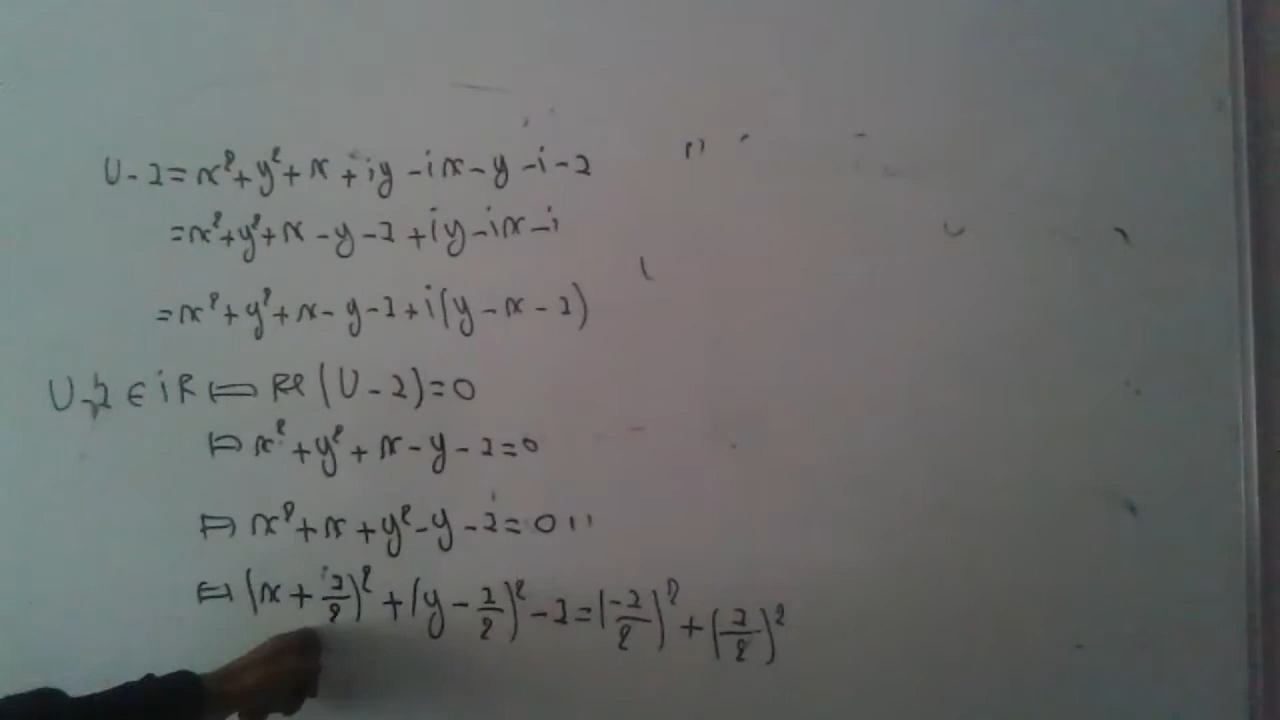 U - 1 = x² + y² + x + iy - ix - y - i - 1
= x² + y² + x - y - 1 + iy - ix - i
= x² + y² + x - y - 1 + i(y - x - 1)
U - 1 ∈ iR ⟺ Re(U - 1) = 0
⟺ x² + y² + x - y - 1 = 0
⟺ x² + x + y² - y - 1 = 0
⟺ (x + 1/2)² + (y - 1/2)² - 1 = (-1/2)² + (1/2)²